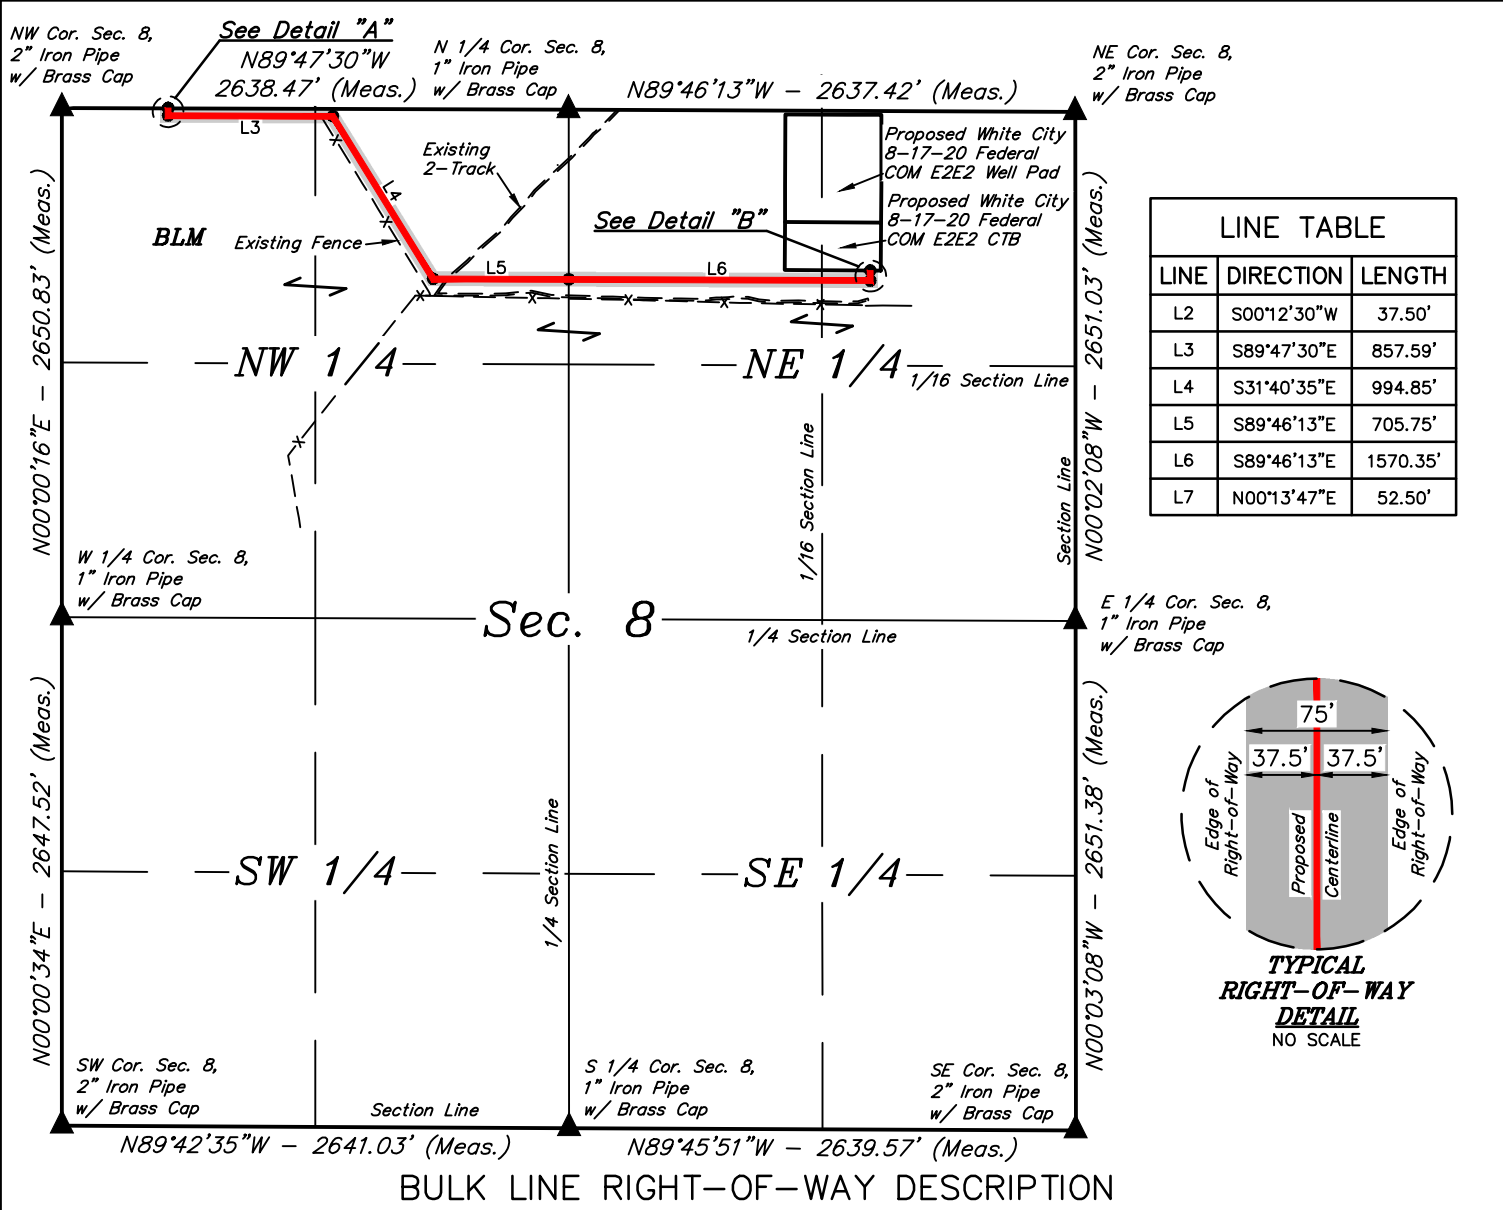 NW Cor. Sec. 8,
2" Iron Pipe
w/ Brass Cap
See Detail "A"
N89°47'30"W
2638.47' (Meas.)
N 1/4 Cor. Sec. 8,
1" Iron Pipe
w/ Brass Cap
N89°46'13"W - 2637.42' (Meas.)
NE Cor. Sec. 8,
2" Iron Pipe
w/ Brass Cap
L3
L4
Existing
2-Track
Proposed White City
8-17-20 Federal
COM E2E2 Well Pad
Proposed White City
8-17-20 Federal
COM E2E2 CTB
BLM
Existing Fence
See Detail "B"
L5
L6
N00°00'16"E - 2650.83' (Meas.)
N00°02'08"W - 2651.03' (Meas.)
NW 1/4
NE 1/4
1/16 Section Line
1/16 Section Line
Section Line
LINE TABLE
LINE DIRECTION LENGTH
L2 S00°12'30"W 37.50'
L3 S89°47'30"E 857.59'
L4 S31°40'35"E 994.85'
L5 S89°46'13"E 705.75'
L6 S89°46'13"E 1570.35'
L7 N00°13'47"E 52.50'
W 1/4 Cor. Sec. 8,
1" Iron Pipe
w/ Brass Cap
Sec. 8
1/4 Section Line
E 1/4 Cor. Sec. 8,
1" Iron Pipe
w/ Brass Cap
N00°00'34"E - 2647.52' (Meas.)
N00°03'08"W - 2651.38' (Meas.)
SW 1/4
SE 1/4
1/4 Section Line
75'
37.5'
37.5'
Edge of
Right-of-Way
Proposed
Centerline
Edge of
Right-of-Way
TYPICAL
RIGHT-OF-WAY
DETAIL
NO SCALE
SW Cor. Sec. 8,
2" Iron Pipe
w/ Brass Cap
Section Line
S 1/4 Cor. Sec. 8,
1" Iron Pipe
w/ Brass Cap
SE Cor. Sec. 8,
2" Iron Pipe
w/ Brass Cap
N89°42'35"W - 2641.03' (Meas.)
N89°45'51"W - 2639.57' (Meas.)
BULK LINE RIGHT-OF-WAY DESCRIPTION